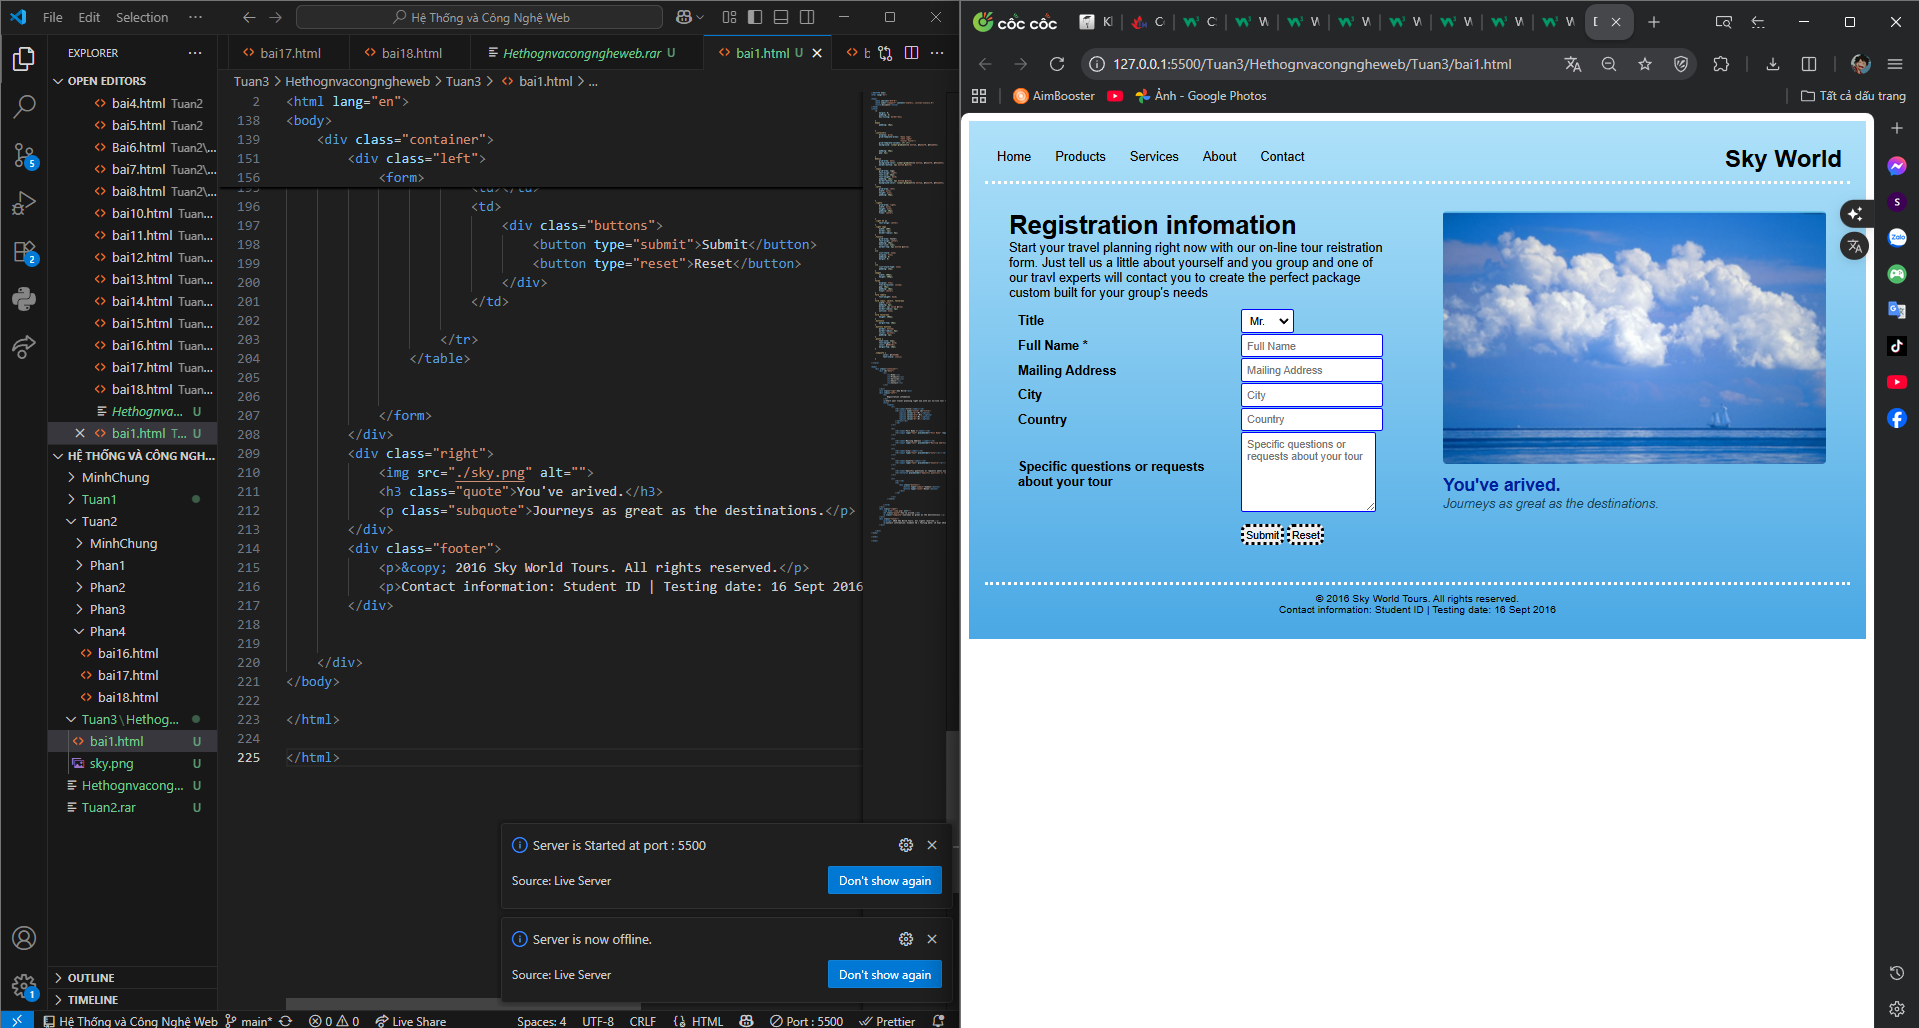 File Edit Selection ··· Hệ Thống và Công Nghệ Web
EXPLORER
OPEN EDITORS
bai4.html Tuan2
bai5.html Tuan2
Bai6.html Tuan2\...
bai7.html Tuan2\...
bai8.html Tuan2\...
bai10.html Tuan...
bai11.html Tuan...
bai12.html Tuan...
bai13.html Tuan...
bai14.html Tuan...
bai15.html Tuan...
bai16.html Tuan...
bai17.html Tuan...
bai18.html Tuan...
Hethognva... U
bai1.html T... U
HỆ THỐNG VÀ CÔNG NGH...
MinhChung
Tuan1
Tuan2
MinhChung
Phan1
Phan2
Phan3
Phan4
bai16.html
bai17.html
bai18.html
Tuan3\Hethog...
bai1.html U
sky.png U
Hethognvacong... U
Tuan2.rar U
OUTLINE
TIMELINE
5
2
1
bai17.html bai18.html Hethognvacongngheweb.rar U bai1.html U
Tuan3 > Hethognvacongngheweb > Tuan3 > bai1.html > ...
2 <html lang="en">
138 <body>
139 <div class="container">
151 <div class="left">
156 <form>
196 <td>
197 <div class="buttons">
198 <button type="submit">Submit</button>
199 <button type="reset">Reset</button>
200 </div>
201 </td>
202
203 </tr>
204 </table>
205
206
207 </form>
208 </div>
209 <div class="right">
210 <img src="./sky.png" alt="">
211 <h3 class="quote">You've arived.</h3>
212 <p class="subquote">Journeys as great as the destinations.</p>
213 </div>
214 <div class="footer">
215 <p>&copy; 2016 Sky World Tours. All rights reserved.</p>
216 <p>Contact information: Student ID | Testing date: 16 Sept 2016
217 </div>
218
219
220 </div>
221 </body>
222
223 </html>
224
225 </html>
Server is Started at port : 5500
Source: Live Server Don't show again
Server is now offline.
Source: Live Server Don't show again
Hệ Thống và Công Nghệ Web main* 0 0 Live Share Spaces: 4 UTF-8 CRLF HTML Port : 5500 Prettier
cốc cốc
127.0.0.1:5500/Tuan3/Hethognvacongngheweb/Tuan3/bai1.html
AimBooster Ảnh - Google Photos Tất cả dấu trang
Home Products Services About Contact Sky World
Registration infomation
Start your travel planning right now with our on-line tour reistration
form. Just tell us a little about yourself and you group and one of
our travl experts will contact you to create the perfect package
custom built for your group's needs
Title Mr.
Full Name * Full Name
Mailing Address Mailing Address
City City
Country Country
Specific questions or requests
about your tour
Specific questions or
requests about your tour
Submit Reset
You've arived.
Journeys as great as the destinations.
© 2016 Sky World Tours. All rights reserved.
Contact information: Student ID | Testing date: 16 Sept 2016
S
Zalo